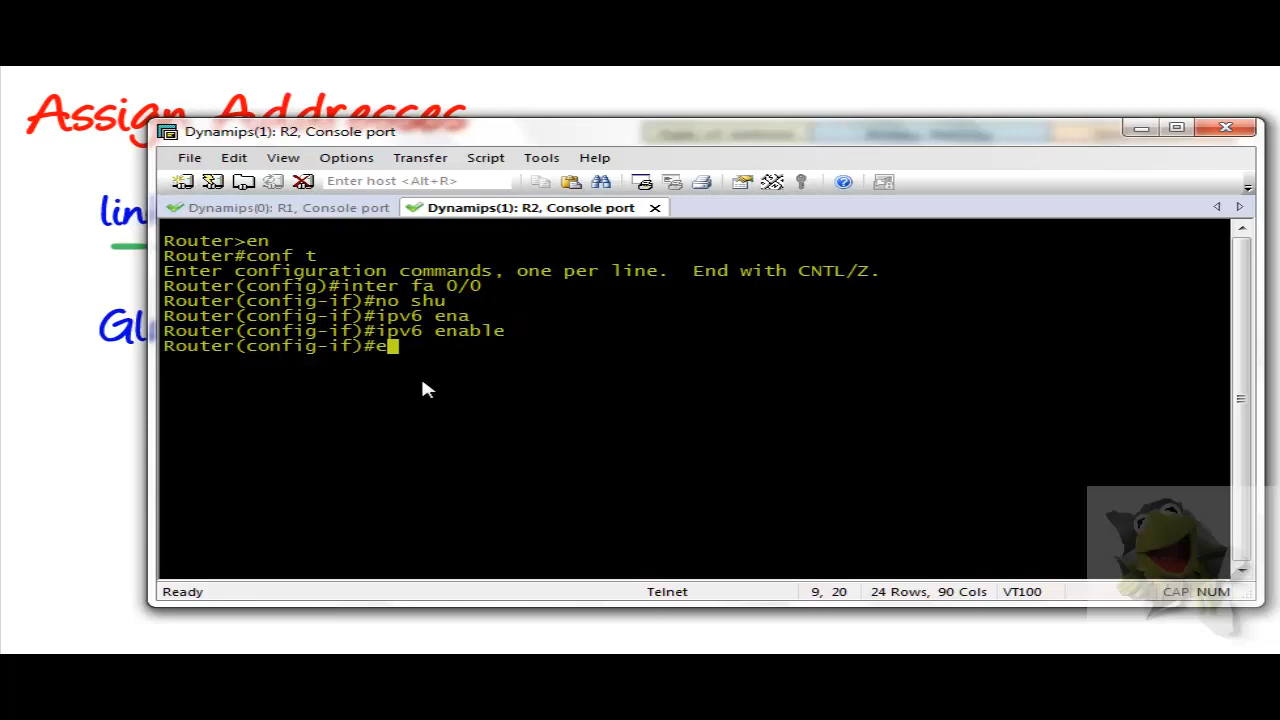 Assign Addresses
Dynamips(1): R2, Console port
File Edit View Options Transfer Script Tools Help
Enter host <Alt+R>
Dynamips(0): R1, Console port Dynamips(1): R2, Console port
lin
Router>en
Router#conf t
Enter configuration commands, one per line. End with CNTL/Z.
Router(config)#inter fa 0/0
Router(config-if)#no shu
Router(config-if)#ipv6 ena
Router(config-if)#ipv6 enable
Router(config-if)#e
Gl
Ready Telnet 9, 20 24 Rows, 90 Cols VT100 CAP NUM